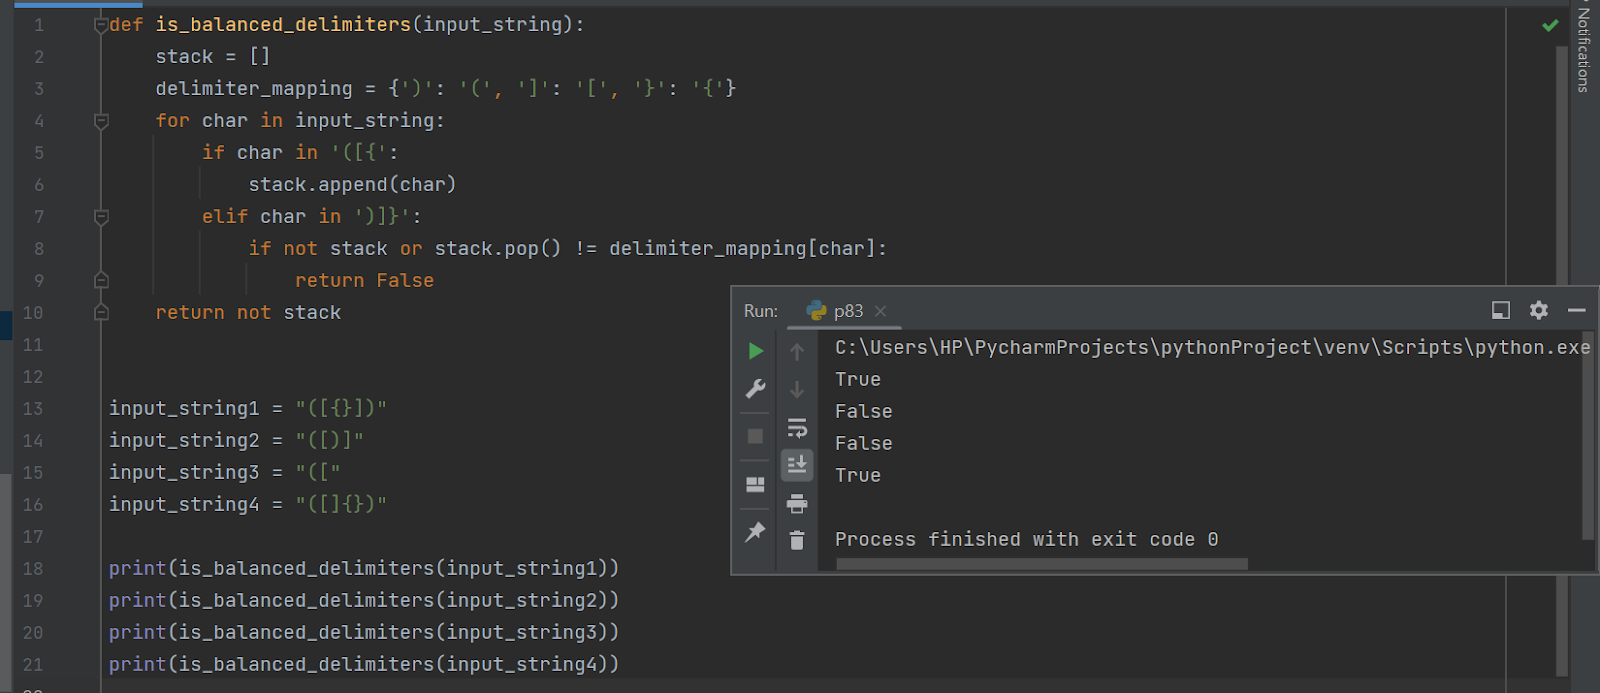 1 def is_balanced_delimiters(input_string):
2 stack = []
3 delimiter_mapping = {')': '(', ']': '[', '}': '{'}
4 for char in input_string:
5 if char in '([{':
6 stack.append(char)
7 elif char in ')]}':
8 if not stack or stack.pop() != delimiter_mapping[char]:
9 return False
10 return not stack
11
12
13 input_string1 = "([{}])"
14 input_string2 = "([)]"
15 input_string3 = "(["
16 input_string4 = "([]{})"
17
18 print(is_balanced_delimiters(input_string1))
19 print(is_balanced_delimiters(input_string2))
20 print(is_balanced_delimiters(input_string3))
21 print(is_balanced_delimiters(input_string4))
Run: p83
C:\Users\HP\PycharmProjects\pythonProject\venv\Scripts\python.exe
True
False
False
True
Process finished with exit code 0
Notifications